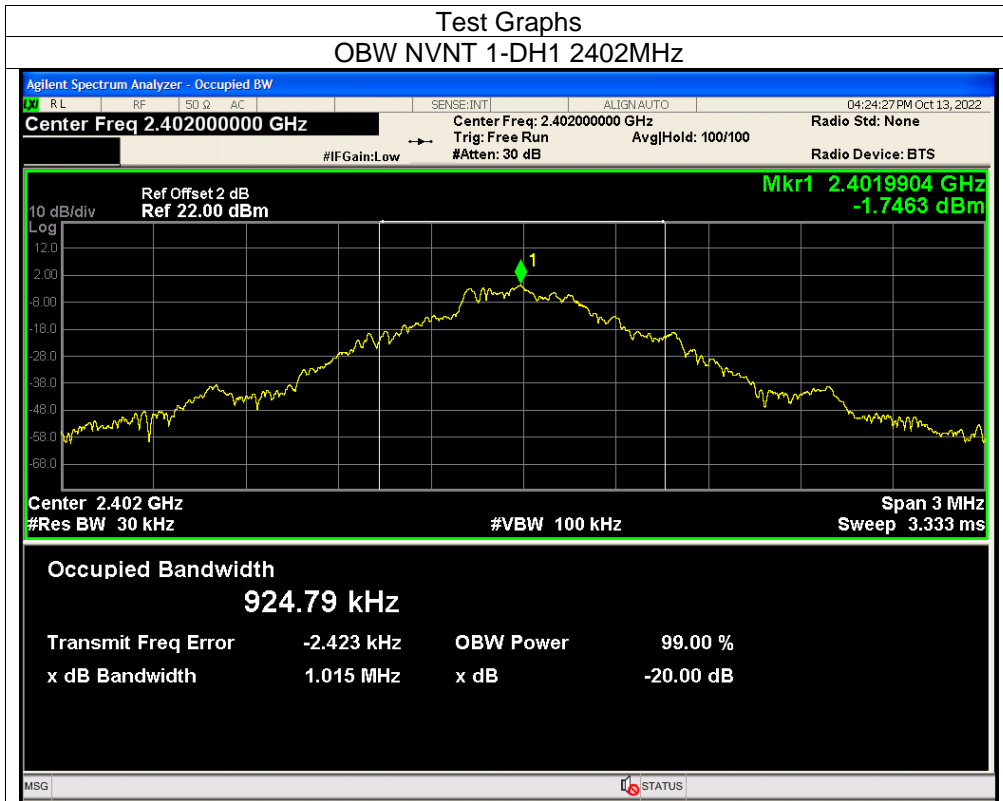 Test Graphs
OBW NVNT 1-DH1 2402MHz
Agilent Spectrum Analyzer - Occupied BW
LXI RL RF 50 Ω AC SENSE:INT ALIGN AUTO 04:24:27 PM Oct 13, 2022
Center Freq 2.402000000 GHz Center Freq: 2.402000000 GHz Radio Std: None
Trig: Free Run Avg|Hold: 100/100
#IFGain:Low #Atten: 30 dB Radio Device: BTS
Mkr1 2.4019904 GHz
-1.7463 dBm
Ref Offset 2 dB
10 dB/div Ref 22.00 dBm
Log
12.0
1
2.00
-8.00
-18.0
-28.0
-38.0
-48.0
-58.0
-68.0
Center 2.402 GHz Span 3 MHz
#Res BW 30 kHz #VBW 100 kHz Sweep 3.333 ms
Occupied Bandwidth
924.79 kHz
Transmit Freq Error -2.423 kHz OBW Power 99.00 %
x dB Bandwidth 1.015 MHz x dB -20.00 dB
MSG STATUS